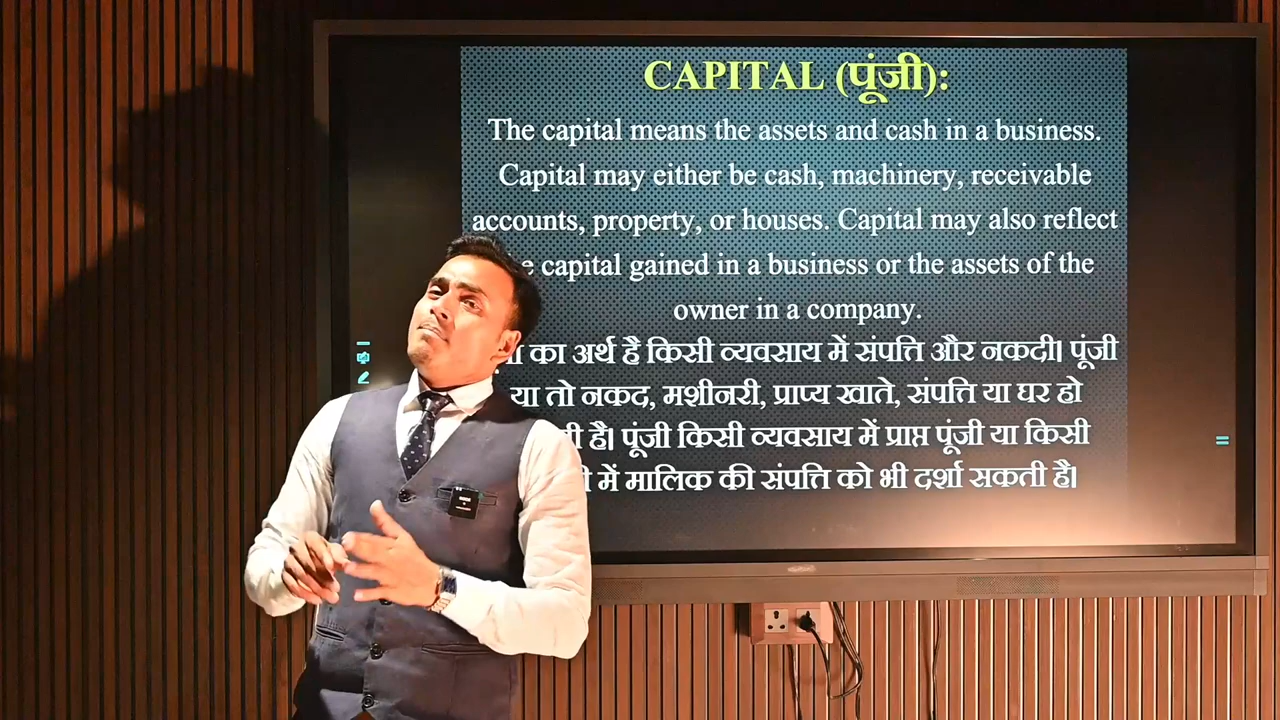 CAPITAL (पूंजी):
The capital means the assets and cash in a business.
Capital may either be cash, machinery, receivable
accounts, property, or houses. Capital may also reflect
capital gained in a business or the assets of the
owner in a company.
का अर्थ है किसी व्यवसाय में संपत्ति और नकदी। पूंजी
या तो नकद, मशीनरी, प्राप्य खाते, संपत्ति या घर हो
है। पूंजी किसी व्यवसाय में प्राप्त पूंजी या किसी
में मालिक की संपत्ति को भी दर्शा सकती है।